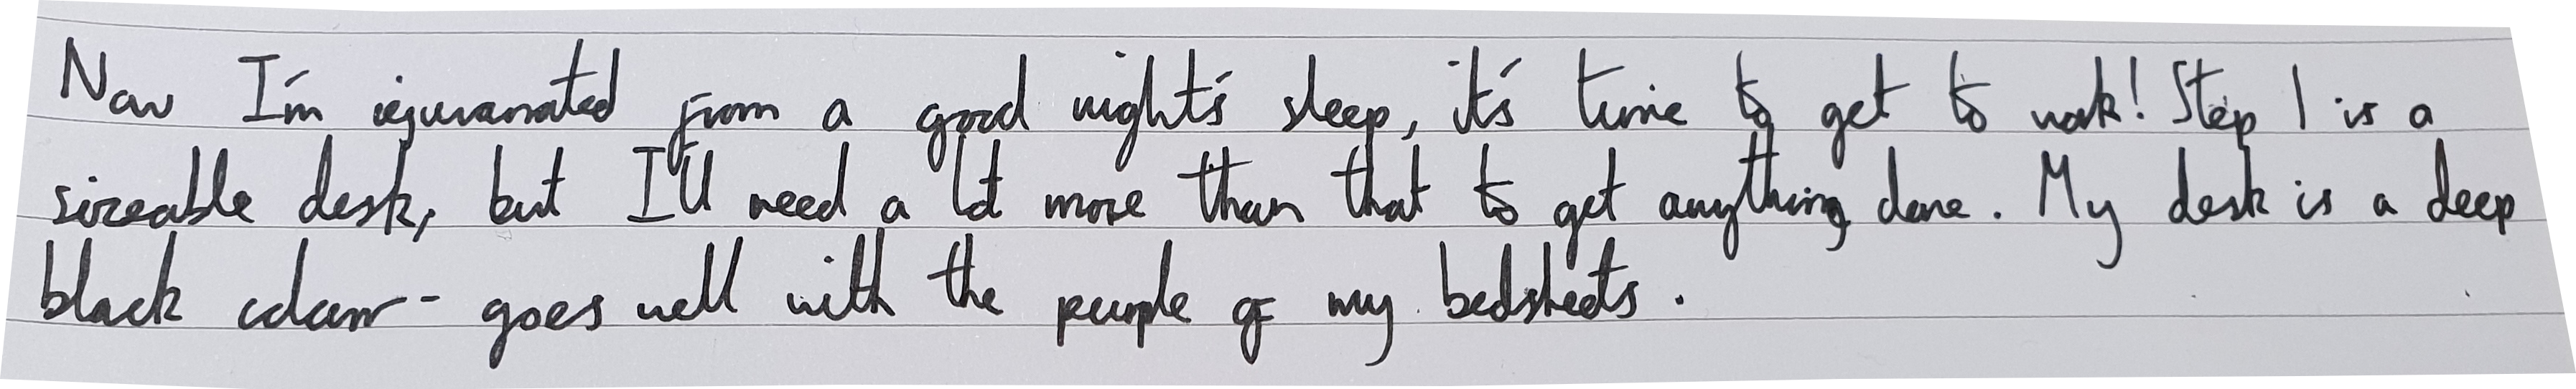 Now I'm rejuvanated from a good night's sleep, it's time to get to work! Step 1 is a
sizeable desk, but I'll need a lot more than that to get anything done. My desk is a deep
black colour - goes well with the purple of my bedsheets.